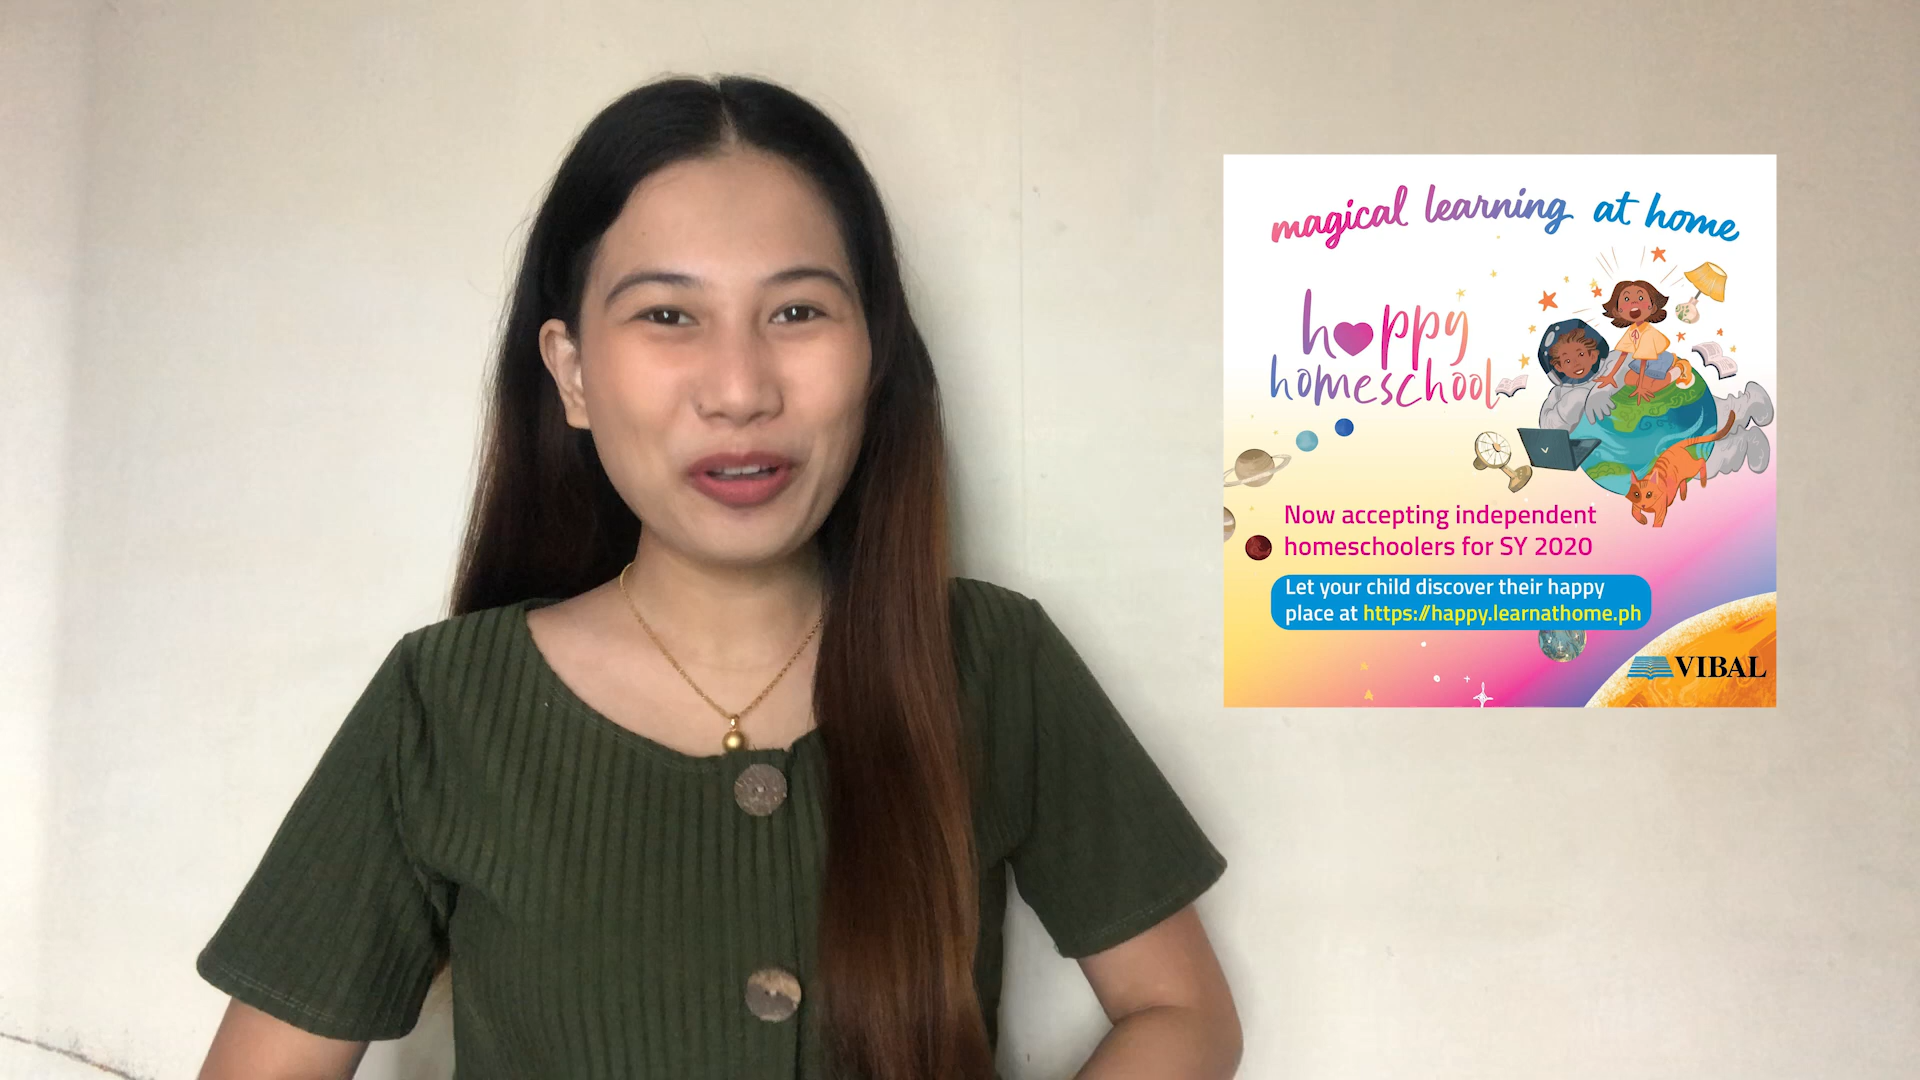 magical learning at home
happy
homeschool
Now accepting independent
homeschoolers for SY 2020
Let your child discover their happy
place at https://happy.learnathome.ph
VIBAL